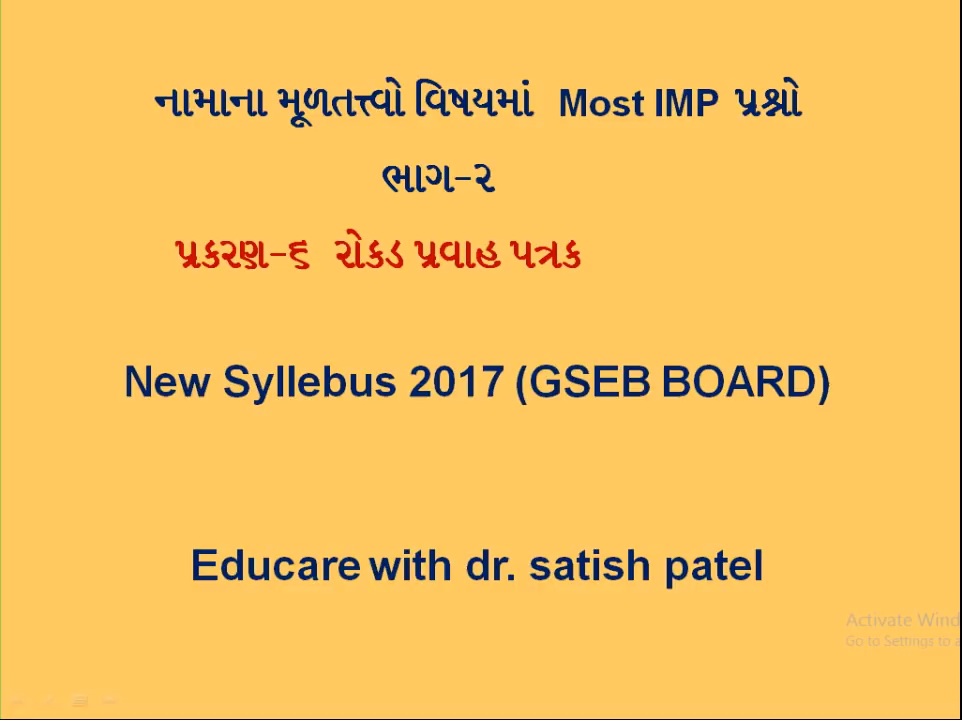 નામાના મૂળતત્ત્વો વિષયમાં Most IMP પ્રશ્નો
ભાગ-૨
પ્રકરણ-૬ રોકડ પ્રવાહ પત્રક
New Syllebus 2017 (GSEB BOARD)
Educare with dr. satish patel
Activate Wind
Go to Settings to a